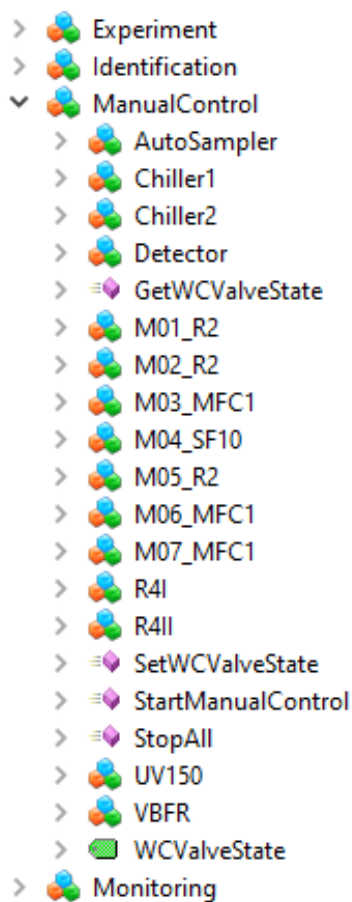 Experiment
Identification
ManualControl
AutoSampler
Chiller1
Chiller2
Detector
GetWCValveState
M01_R2
M02_R2
M03_MFC1
M04_SF10
M05_R2
M06_MFC1
M07_MFC1
R4I
R4II
SetWCValveState
StartManualControl
StopAll
UV150
VBFR
WCValveState
Monitoring